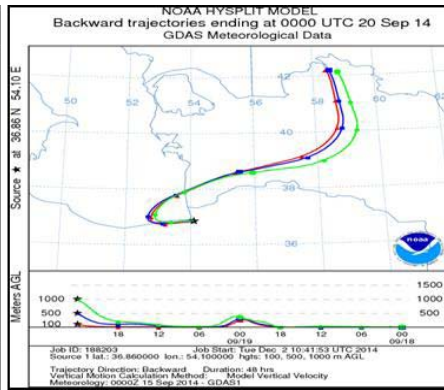 NOAA HYSPLIT MODEL
Backward trajectories ending at 0000 UTC 20 Sep 14
GDAS Meteorological Data
Source ★ at 36.86 N 54.10 E
50 52 54 56 58 60 62
42
40
38
36
noaa
Meters AGL
1000
500
100
1500
1000
500
18 12 06 00 18 12 06 00
09/19 09/18
Job ID: 188203 Job Start: Tue Dec 2 10:41:53 UTC 2014
Source 1 lat.: 36.860000 lon.: 54.100000 hgts: 100, 500, 1000 m AGL
Trajectory Direction: Backward Duration: 48 hrs
Vertical Motion Calculation Method: Model Vertical Velocity
Meteorology: 0000Z 15 Sep 2014 - GDAS1